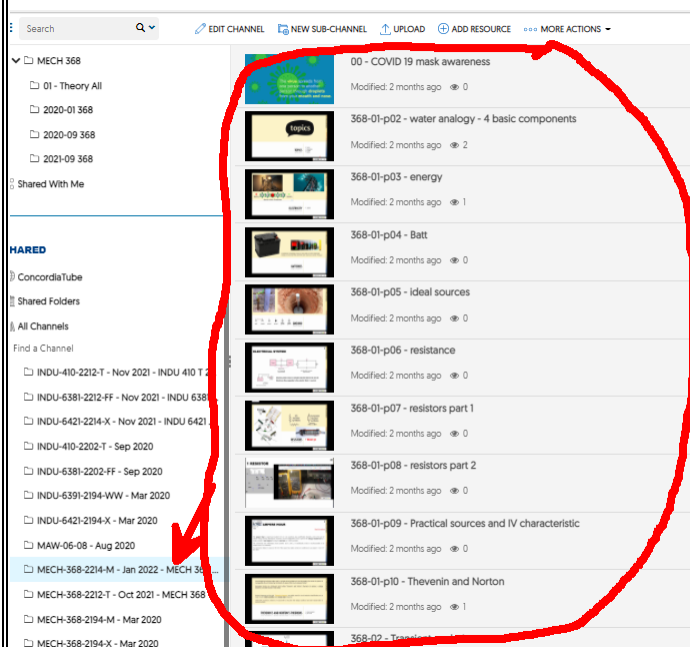 Search
EDIT CHANNEL
NEW SUB-CHANNEL
UPLOAD
ADD RESOURCE
MORE ACTIONS
MECH 368
01 - Theory All
2020-01 368
2020-09 368
2021-09 368
Shared With Me
HARED
ConcordiaTube
Shared Folders
All Channels
Find a Channel
INDU-410-2212-T - Nov 2021 - INDU 410 T 2
INDU-6381-2212-FF - Nov 2021 - INDU 6381
INDU-6421-2214-X - Nov 2021 - INDU 6421 ...
INDU-410-2202-T - Sep 2020
INDU-6381-2202-FF - Sep 2020
INDU-6391-2194-WW - Mar 2020
INDU-6421-2194-X - Mar 2020
MAW-06-08 - Aug 2020
MECH-368-2214-M - Jan 2022 - MECH 36...
MECH-368-2212-T - Oct 2021 - MECH 368
MECH-368-2194-M - Mar 2020
MECH-368-2194-X - Mar 2020
00 - COVID 19 mask awareness
Modified: 2 months ago 0
topics
368-01-p02 - water analogy - 4 basic components
Modified: 2 months ago 2
368-01-p03 - energy
Modified: 2 months ago 1
368-01-p04 - Batt
Modified: 2 months ago 0
368-01-p05 - ideal sources
Modified: 2 months ago 0
368-01-p06 - resistance
Modified: 2 months ago 0
368-01-p07 - resistors part 1
Modified: 2 months ago 0
368-01-p08 - resistors part 2
Modified: 2 months ago 0
368-01-p09 - Practical sources and IV characteristic
Modified: 2 months ago 0
368-01-p10 - Thevenin and Norton
Modified: 2 months ago 1
368-02 - Transient